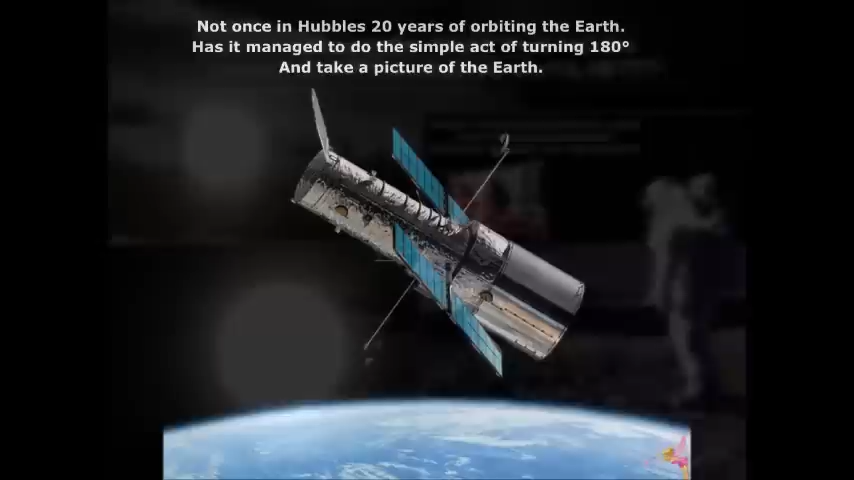 Not once in Hubbles 20 years of orbiting the Earth.
Has it managed to do the simple act of turning 180°
And take a picture of the Earth.